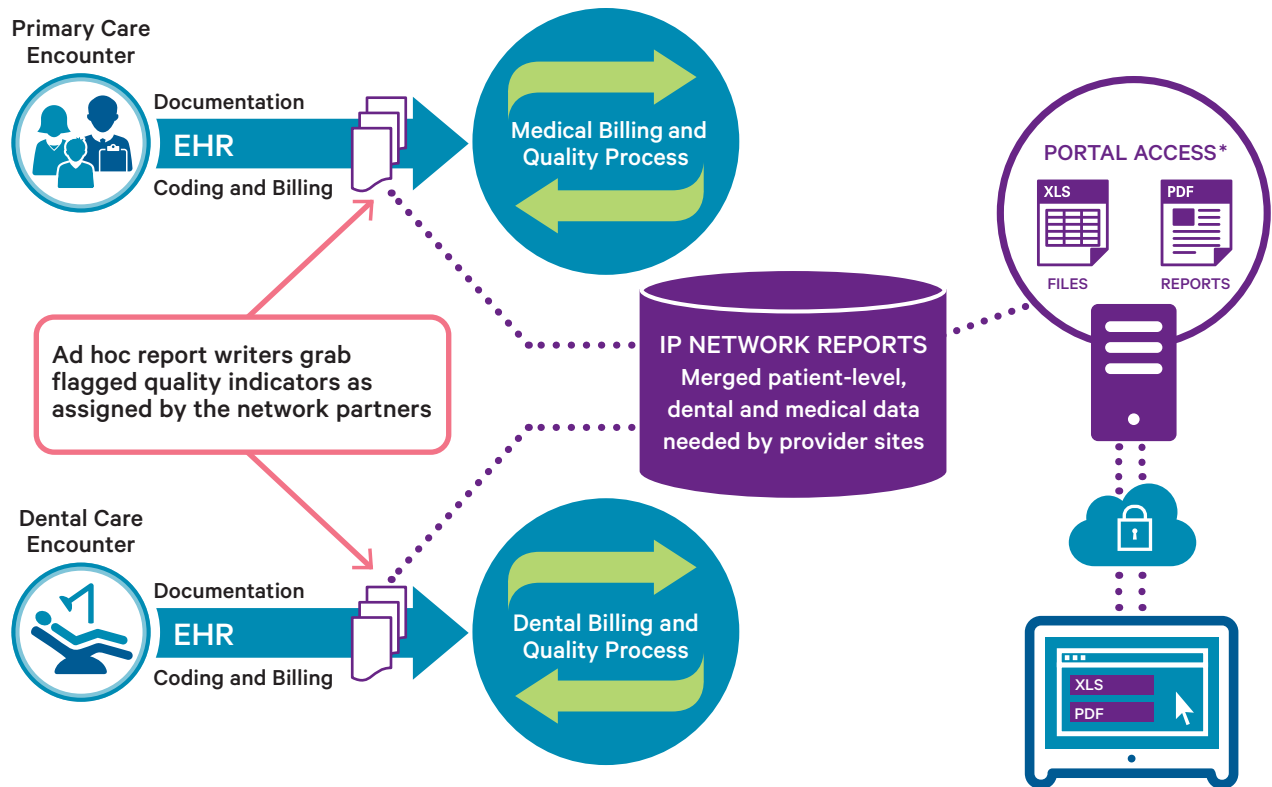 Primary Care
Encounter
Documentation
EHR
Coding and Billing
Medical Billing and
Quality Process
PORTAL ACCESS*
XLS
PDF
FILES
REPORTS
Ad hoc report writers grab
flagged quality indicators as
assigned by the network partners
IP NETWORK REPORTS
Merged patient-level,
dental and medical data
needed by provider sites
Dental Care
Encounter
Documentation
EHR
Coding and Billing
Dental Billing and
Quality Process
XLS
PDF